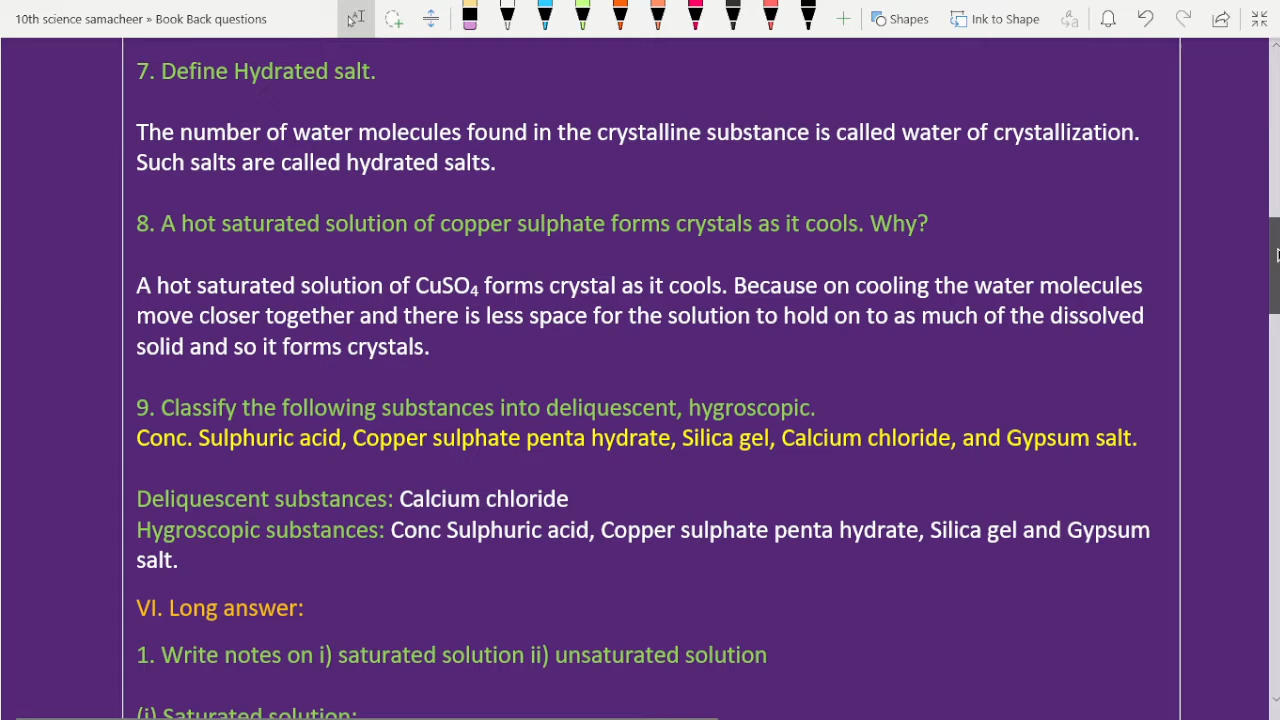 10th science samacheer » Book Back questions
Shapes
Ink to Shape
7. Define Hydrated salt.
The number of water molecules found in the crystalline substance is called water of crystallization.
Such salts are called hydrated salts.
8. A hot saturated solution of copper sulphate forms crystals as it cools. Why?
A hot saturated solution of CuSO₄ forms crystal as it cools. Because on cooling the water molecules
move closer together and there is less space for the solution to hold on to as much of the dissolved
solid and so it forms crystals.
9. Classify the following substances into deliquescent, hygroscopic.
Conc. Sulphuric acid, Copper sulphate penta hydrate, Silica gel, Calcium chloride, and Gypsum salt.
Deliquescent substances: Calcium chloride
Hygroscopic substances: Conc Sulphuric acid, Copper sulphate penta hydrate, Silica gel and Gypsum
salt.
VI. Long answer:
1. Write notes on i) saturated solution ii) unsaturated solution
(i) Saturated solution: